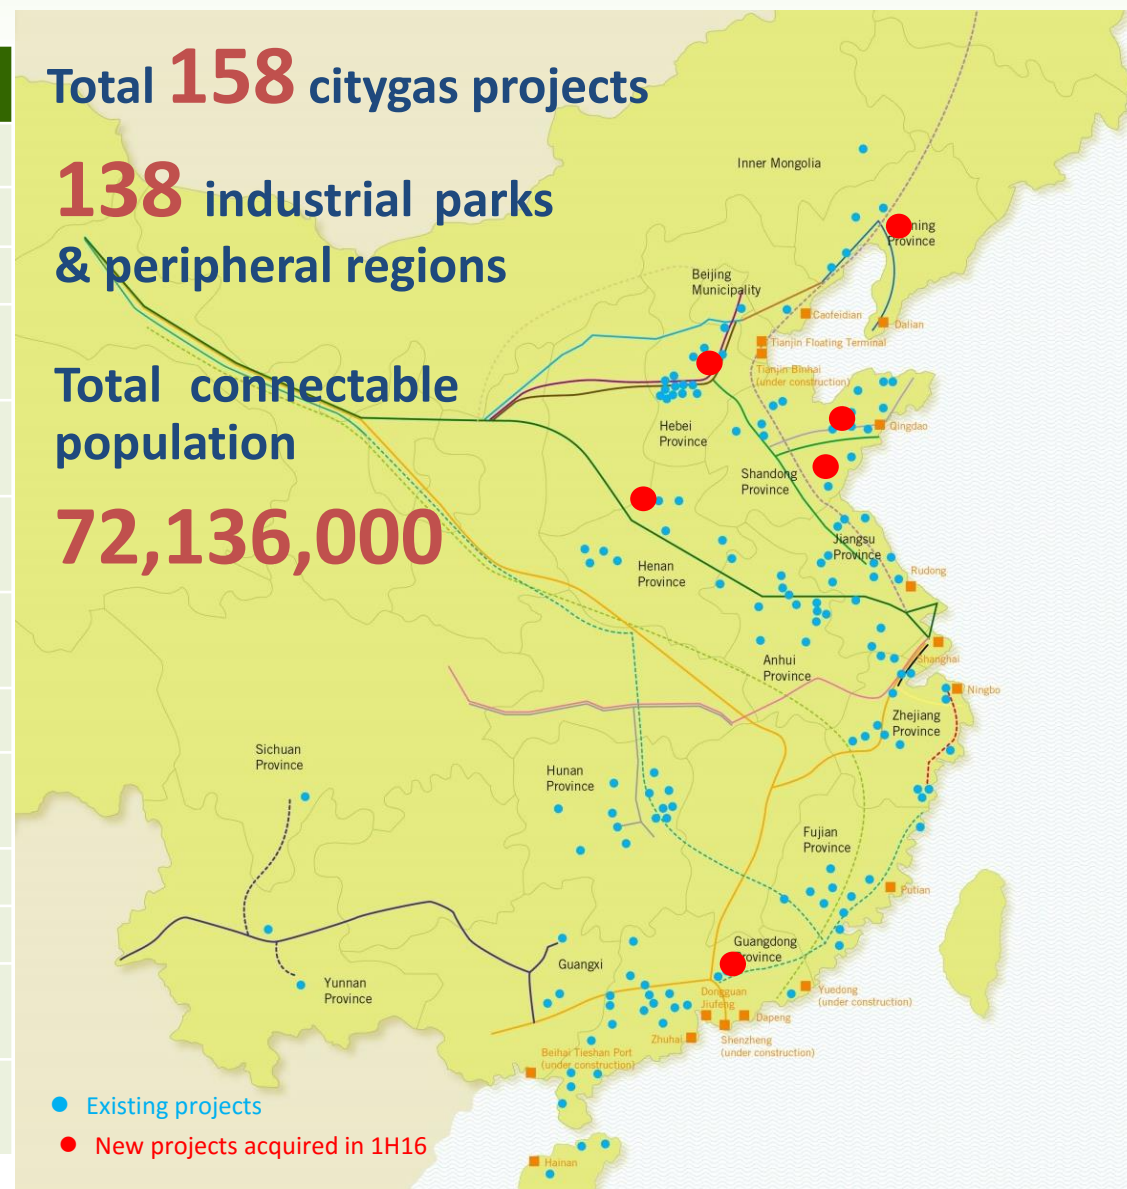 Total 158 citygas projects
138 industrial parks
& peripheral regions
Total connectable
population
72,136,000
Inner Mongolia
ning
Province
Beijing
Municipality
Caofeidian
Dalian
Tianjin Floating Terminal
Tianjin Binhai
(under construction)
Qingdao
Hebei
Province
Shandong
Province
Jiangsu
Province
Henan
Province
Rudong
Anhui
Province
Shanghai
Ningbo
Zhejiang
Province
Sichuan
Province
Hunan
Province
Fujian
Province
Putian
Guangdong
rovince
Guangxi
Yunnan
Province
Dongguan
Jiufeng
Yuedong
(under construction)
Dapeng
Zhuhai
Shenzheng
(under construction)
Beihai Tieshan Port
(under construction)
Hainan
Existing projects
New projects acquired in 1H16